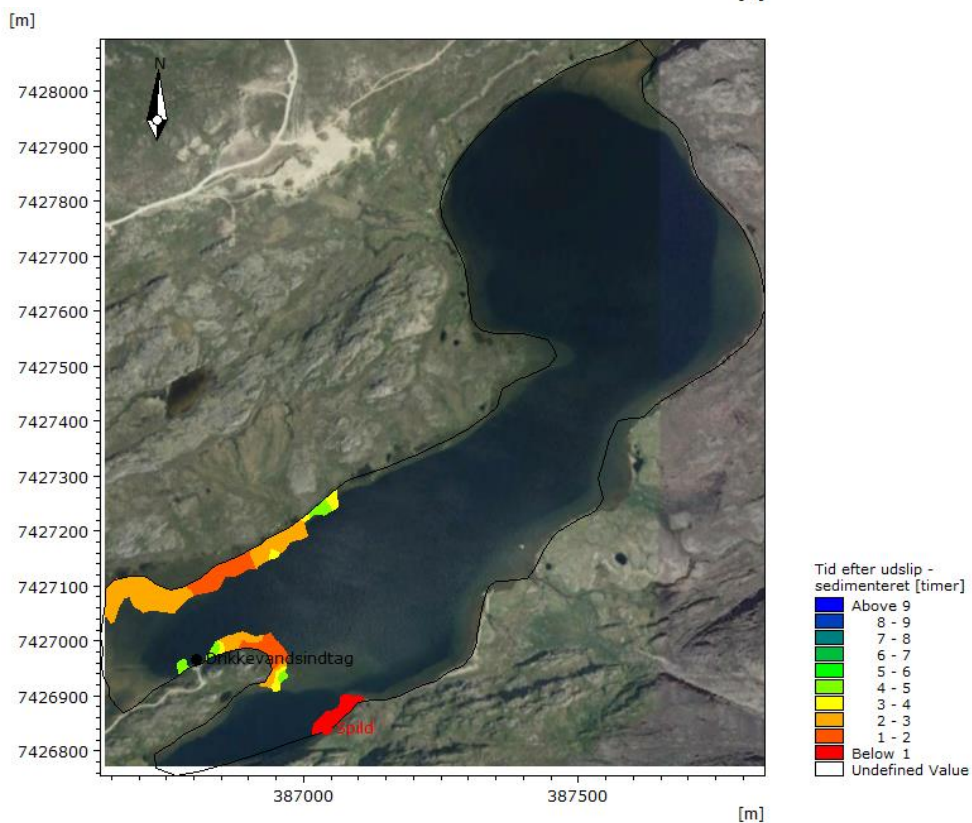 [m]
N
7428000
7427900
7427800
7427700
7427600
7427500
7427400
7427300
7427200
7427100
7427000
7426900
7426800
Drikkevandsindtag
Spild
387000
387500
[m]
Tid efter udslip -
sedimenteret [timer]
Above 9
8 - 9
7 - 8
6 - 7
5 - 6
4 - 5
3 - 4
2 - 3
1 - 2
Below 1
Undefined Value